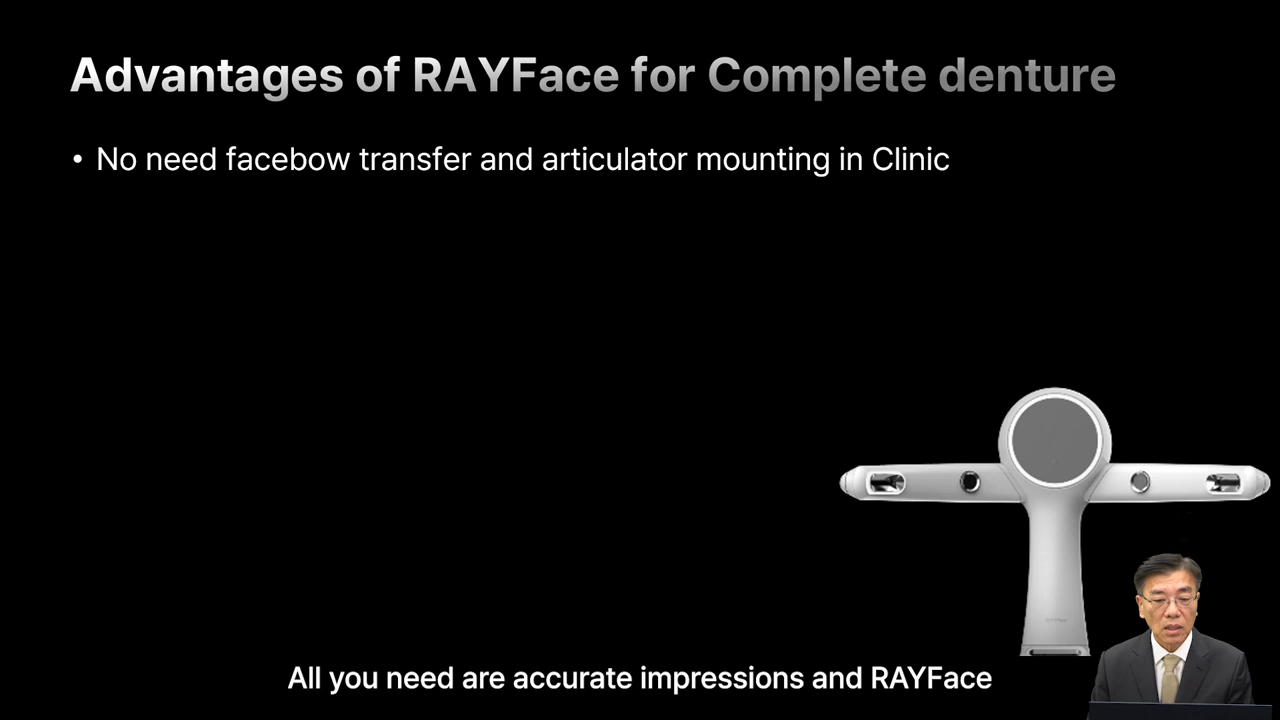 Advantages of RAYFace for Complete denture
• No need facebow transfer and articulator mounting in Clinic
All you need are accurate impressions and RAYFace